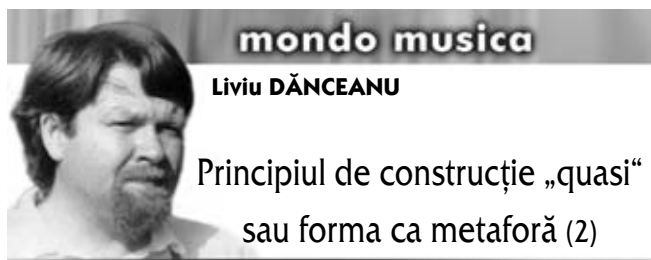 mondo musica
Liviu DĂNCEANU
Principiul de construcție „quasi“
sau forma ca metaforă (2)